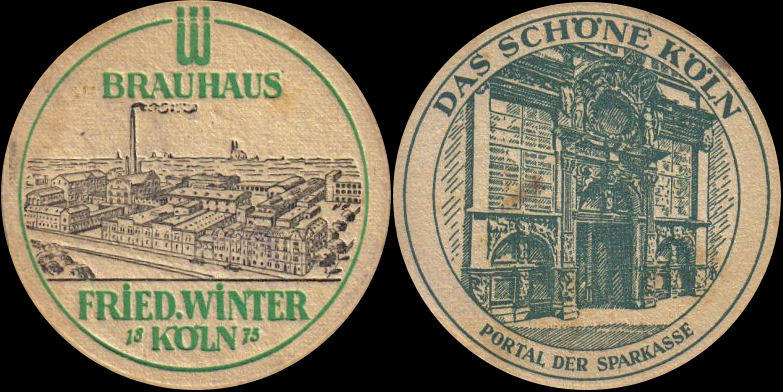 BRAUHAUS
FRIED.WINTER
18 KÖLN 75
DAS SCHÖNE KÖLN
PORTAL DER SPARKASSE